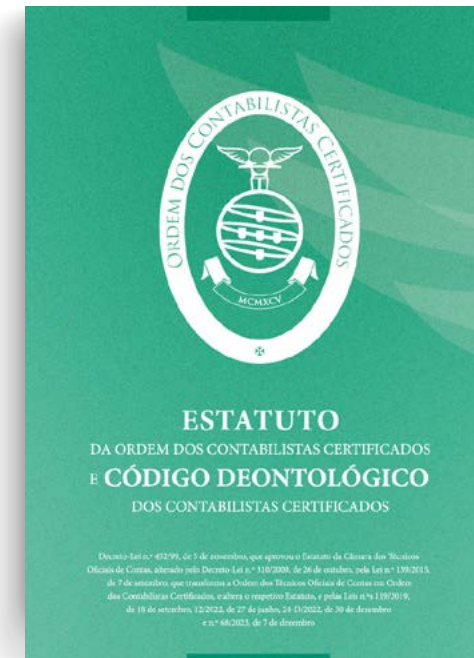 ORDEM DOS CONTABILISTAS CERTIFICADOS
MCMXCV
ESTATUTO
DA ORDEM DOS CONTABILISTAS CERTIFICADOS
E CÓDIGO DEONTOLÓGICO
DOS CONTABILISTAS CERTIFICADOS
Decreto-Lei n.º 452/99, de 5 de novembro, que aprovou o Estatuto da Câmara dos Técnicos
Oficiais de Contas, alterado pelo Decreto-Lei n.º 310/2009, de 26 de outubro, pela Lei n.º 139/2015,
de 7 de setembro, que transforma a Ordem dos Técnicos Oficiais de Contas em Ordem
dos Contabilistas Certificados, e altera o respetivo Estatuto, e pelas Leis n.ºs 119/2019,
de 18 de setembro, 12/2022, de 27 de junho, 24-D/2022, de 30 de dezembro
e n.º 68/2023, de 7 de dezembro